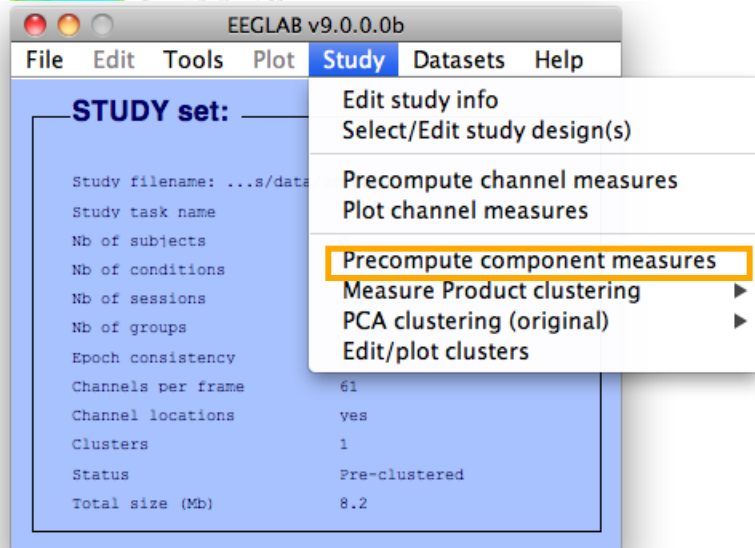 EEGLAB v9.0.0.0b
File Edit Tools Plot Study Datasets Help
STUDY set:
Edit study info
Select/Edit study design(s)
Precompute channel measures
Plot channel measures
Precompute component measures
Measure Product clustering
PCA clustering (original)
Edit/plot clusters
Study filename: ...s/data
Study task name
Nb of subjects
Nb of conditions
Nb of sessions
Nb of groups
Epoch consistency
Channels per frame 61
Channel locations yes
Clusters 1
Status Pre-clustered
Total size (Mb) 8.2